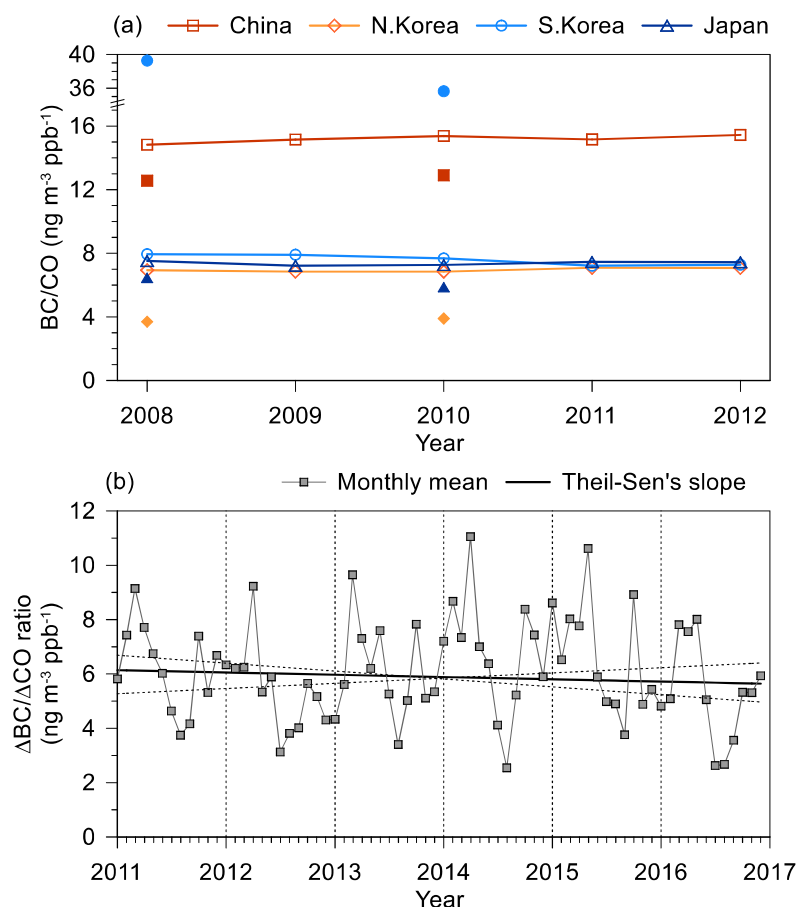 (a) China N.Korea S.Korea Japan
40
36
16
12
8
4
0
BC/CO (ng m⁻³ ppb⁻¹)
2008 2009 2010 2011 2012
Year
(b) Monthly mean Theil-Sen's slope
12
10
8
6
4
2
0
ΔBC/ΔCO ratio
(ng m⁻³ ppb⁻¹)
2011 2012 2013 2014 2015 2016 2017
Year